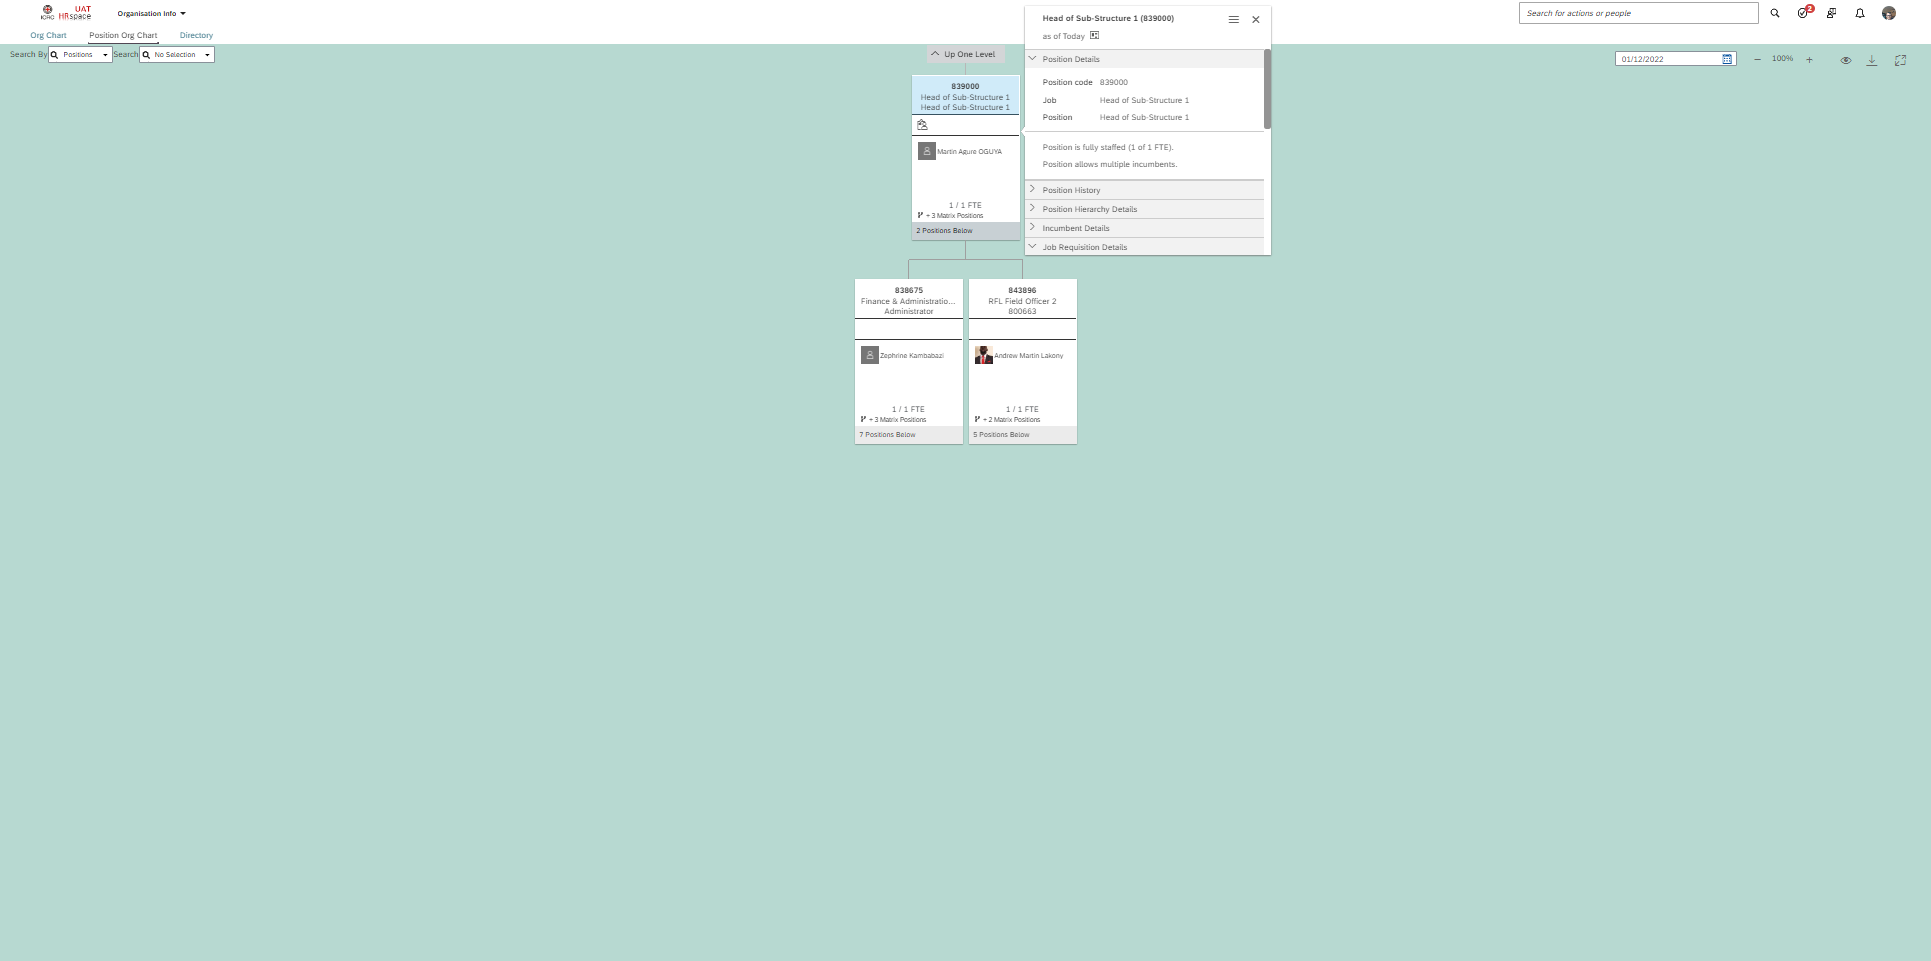 ICRC
UAT
HRspace
Organisation Info
Search for actions or people
2
Org Chart
Position Org Chart
Directory
Search By
Positions
Search
No Selection
Up One Level
01/12/2022
100%
839000
Head of Sub-Structure 1
Head of Sub-Structure 1
Martin Agure OGUYA
1 / 1 FTE
+ 3 Matrix Positions
2 Positions Below
Head of Sub-Structure 1 (839000)
as of Today
Position Details
Position code 839000
Job Head of Sub-Structure 1
Position Head of Sub-Structure 1
Position is fully staffed (1 of 1 FTE).
Position allows multiple incumbents.
Position History
Position Hierarchy Details
Incumbent Details
Job Requisition Details
838675
Finance & Administratio...
Administrator
Zephrine Kambabazi
1 / 1 FTE
+ 3 Matrix Positions
7 Positions Below
843896
RFL Field Officer 2
800663
Andrew Martin Lakony
1 / 1 FTE
+ 2 Matrix Positions
5 Positions Below